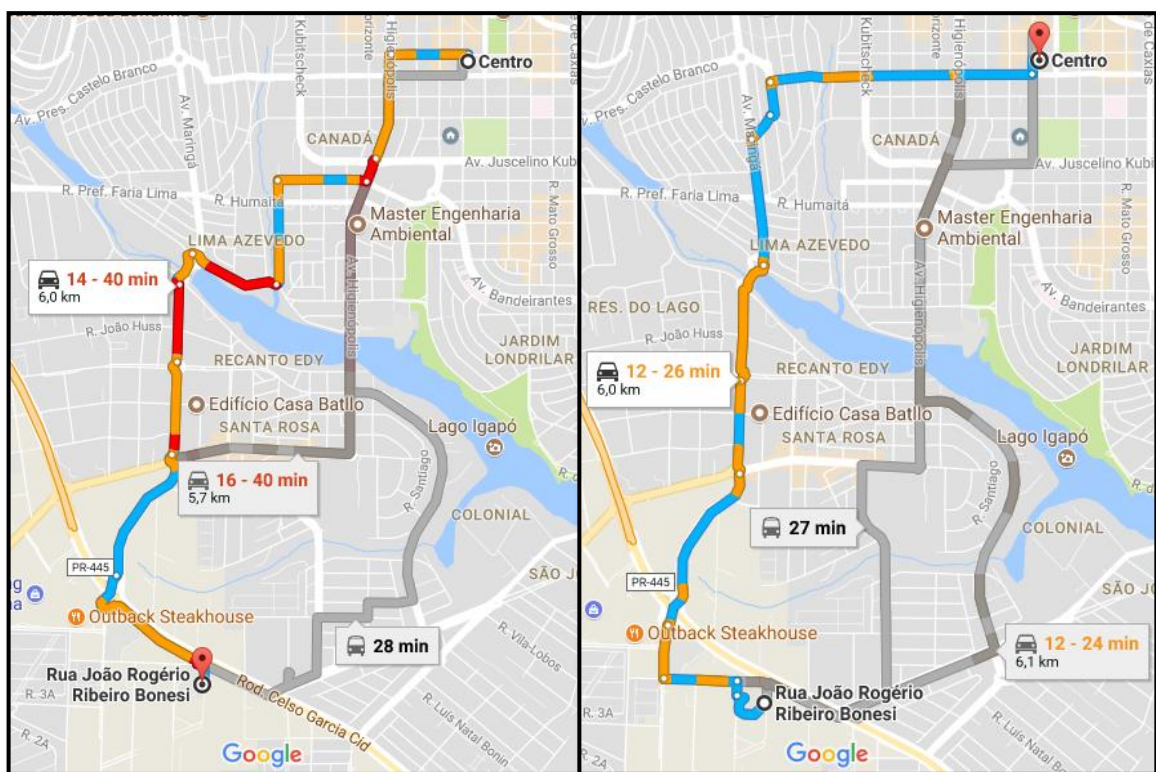 Centro
Kubitscheck
orizonte
Higienópolis
Av. Pres. Castelo Branco
Av. Maringá
CANADÁ
Av. Juscelino Kubi
R. Pref. Faria Lima
R. Humaitá
R. Mato Grosso
Master Engenharia
Ambiental
LIMA AZEVEDO
14 - 40 min
6,0 km
Av. Higienópolis
Av. Bandeirantes
R. João Huss
JARDIM
LONDRILAR
RECANTO EDY
Edifício Casa Batllo
SANTA ROSA
Lago Igapó
16 - 40 min
5,7 km
R. Santiago
COLONIAL
PR-445
SÃO JO
Outback Steakhouse
28 min
R. Vila-Lobos
Rua João Rogério
Ribeiro Bonesi
R. 3A
Rod. Celso Garcia Cid
R. Luís Natal Bonin
R. 2A
Google
de Caxias
Centro
Kubitscheck
orizonte
Higienópolis
Av. Pres. Castelo Branco
Av. Maringá
CANADÁ
Av. Juscelino Kubit
R. Pref. Faria Lima
R. Humaitá
R. Mato Grosso
Master Engenharia
Ambiental
LIMA AZEVEDO
Av. Higienópolis
Av. Bandeirantes
RES. DO LAGO
R. João Huss
JARDIM
LONDRILAR
12 - 26 min
6,0 km
RECANTO EDY
Edifício Casa Batllo
SANTA ROSA
Lago Igapó
R. Santiago
27 min
COLONIAL
PR-445
SÃO JO
Outback Steakhouse
12 - 24 min
6,1 km
Rua João Rogério
Ribeiro Bonesi
R. 3A
R. Luís Natal Bonin
R. 2A
Google